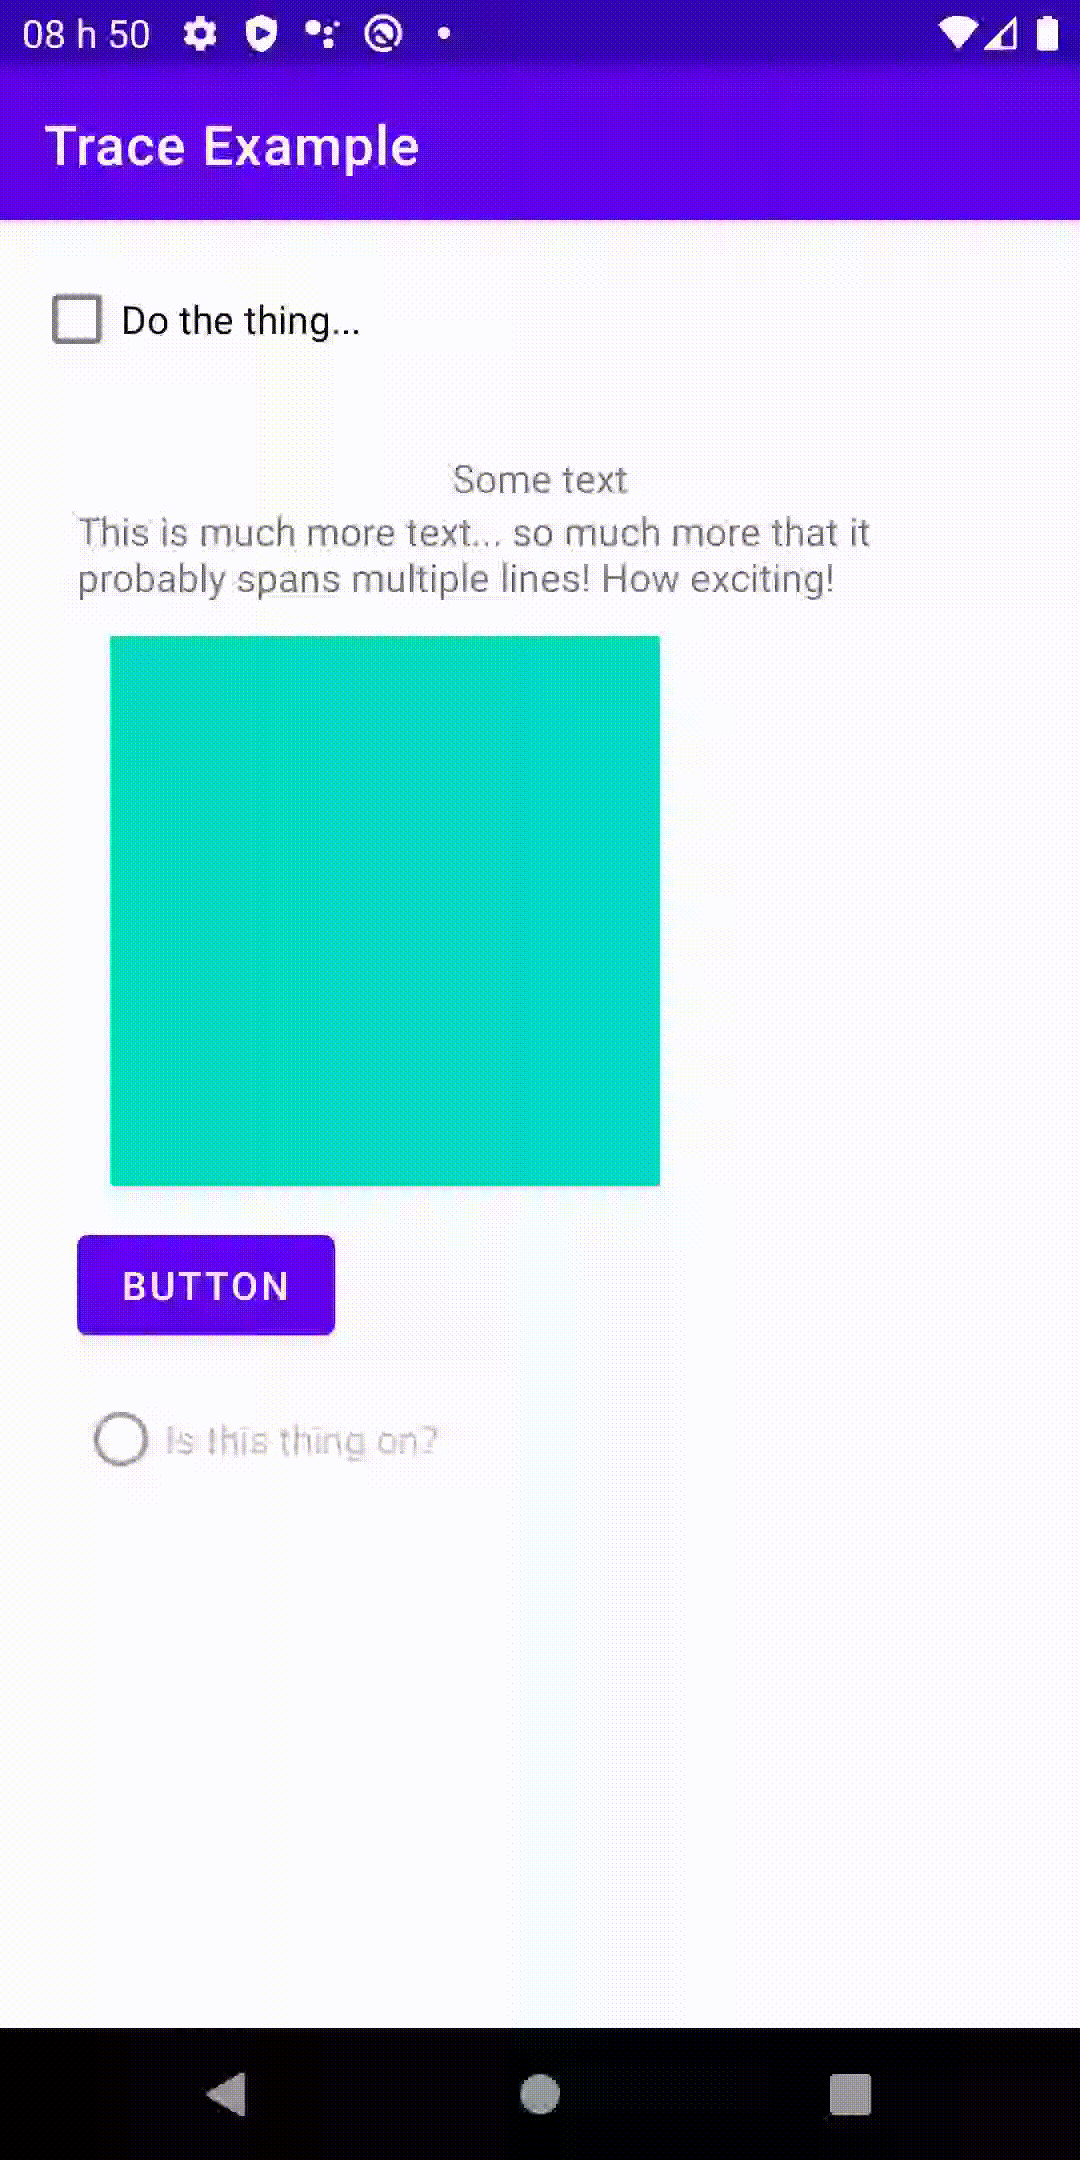 08 h 50
Trace Example
Do the thing...
Some text
This is much more text... so much more that it
probably spans multiple lines! How exciting!
BUTTON
Is this thing on?